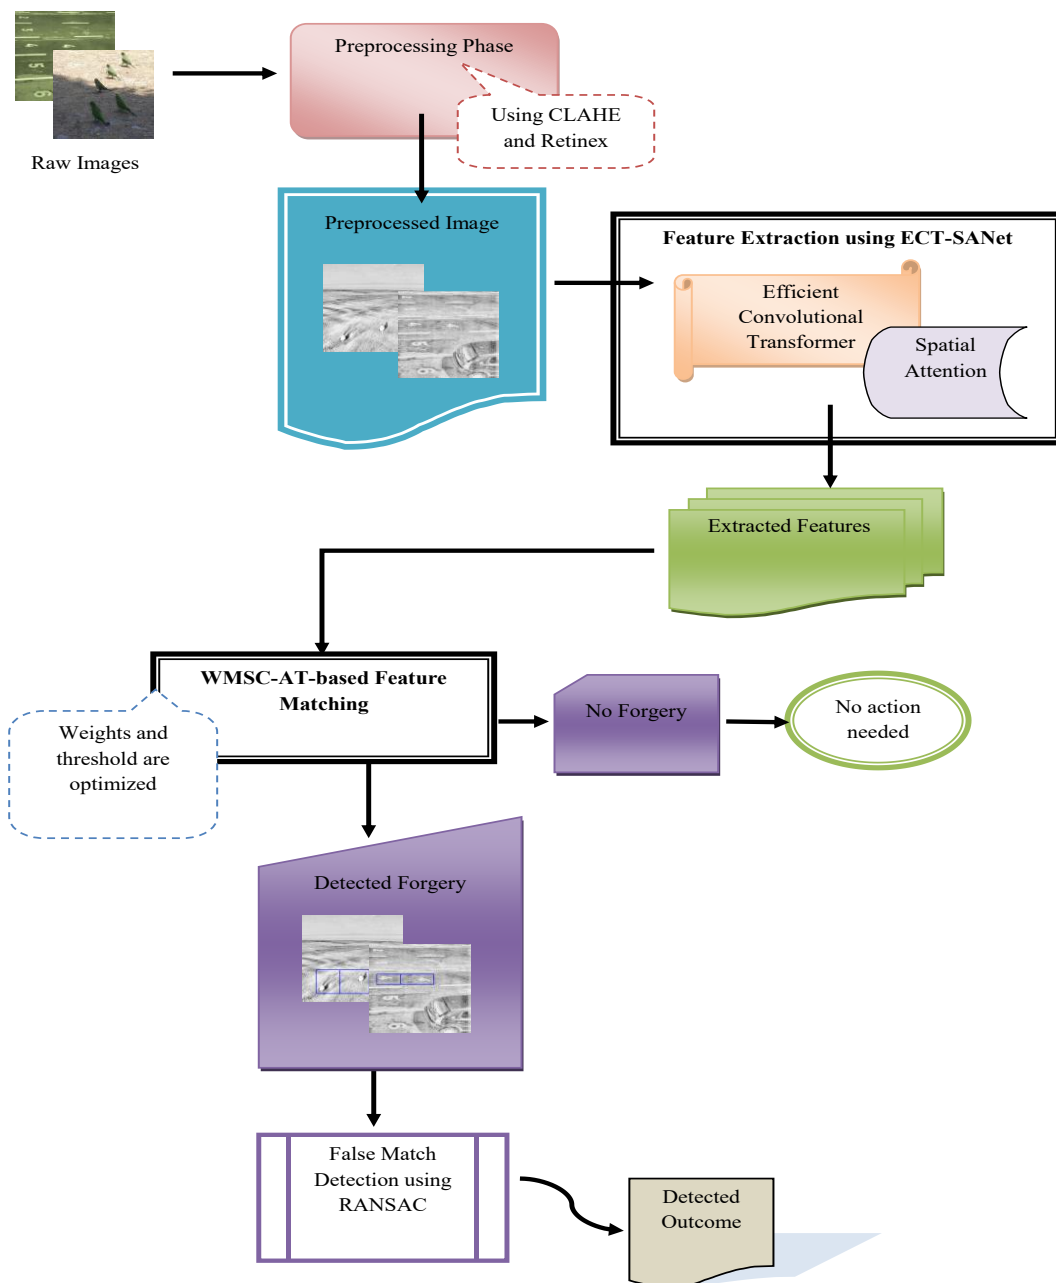 Raw Images
Preprocessing Phase
Using CLAHE
and Retinex
Preprocessed Image
Feature Extraction using ECT-SANet
Efficient
Convolutional
Transformer
Spatial
Attention
Extracted Features
WMSC-AT-based Feature
Matching
Weights and
threshold are
optimized
No Forgery
No action
needed
Detected Forgery
False Match
Detection using
RANSAC
Detected
Outcome